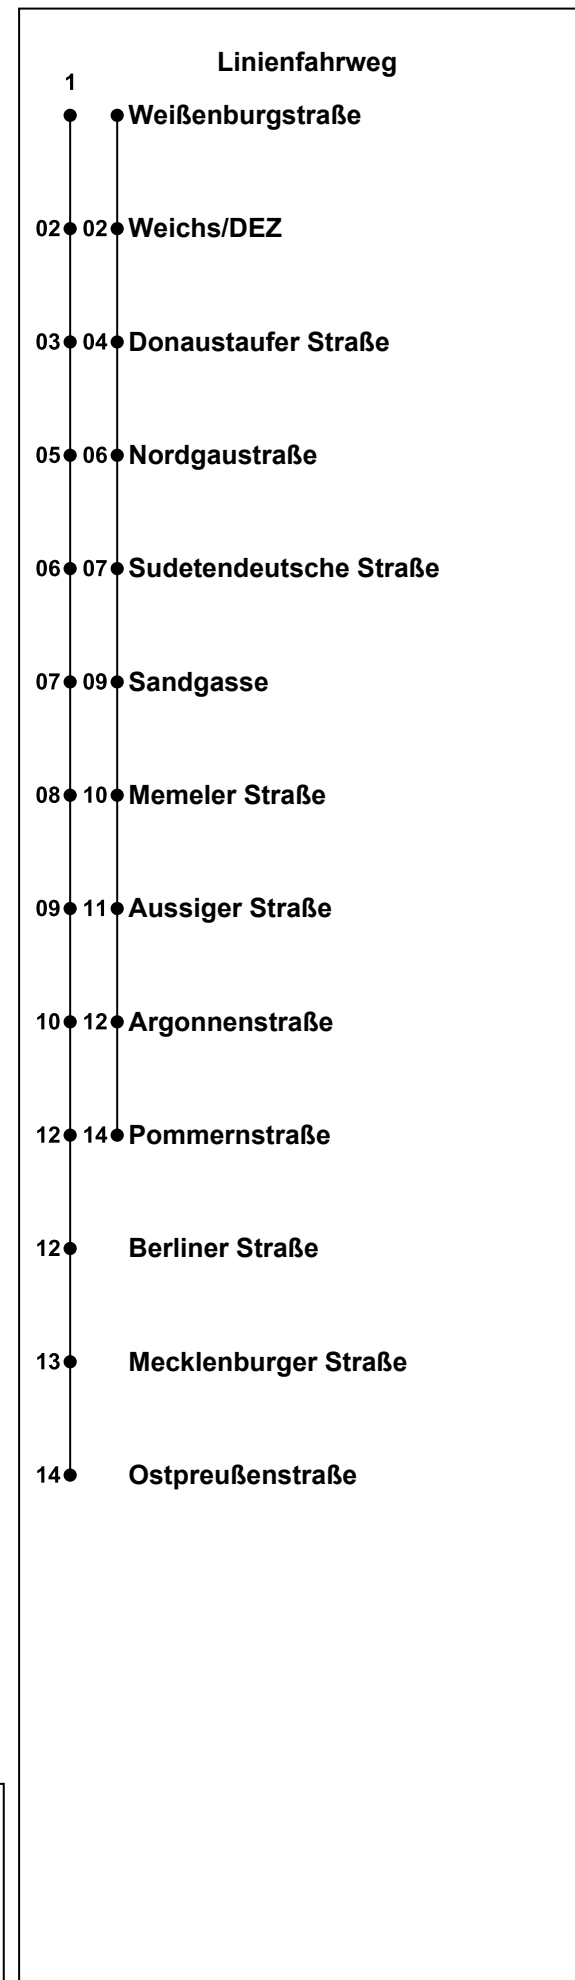 Linienfahrweg
1
Weißenburgstraße
02 02 Weichs/DEZ
03 04 Donaustaufer Straße
05 06 Nordgaustraße
06 07 Sudetendeutsche Straße
07 09 Sandgasse
08 10 Memeler Straße
09 11 Aussiger Straße
10 12 Argonnenstraße
12 14 Pommernstraße
12 Berliner Straße
13 Mecklenburger Straße
14 Ostpreußenstraße